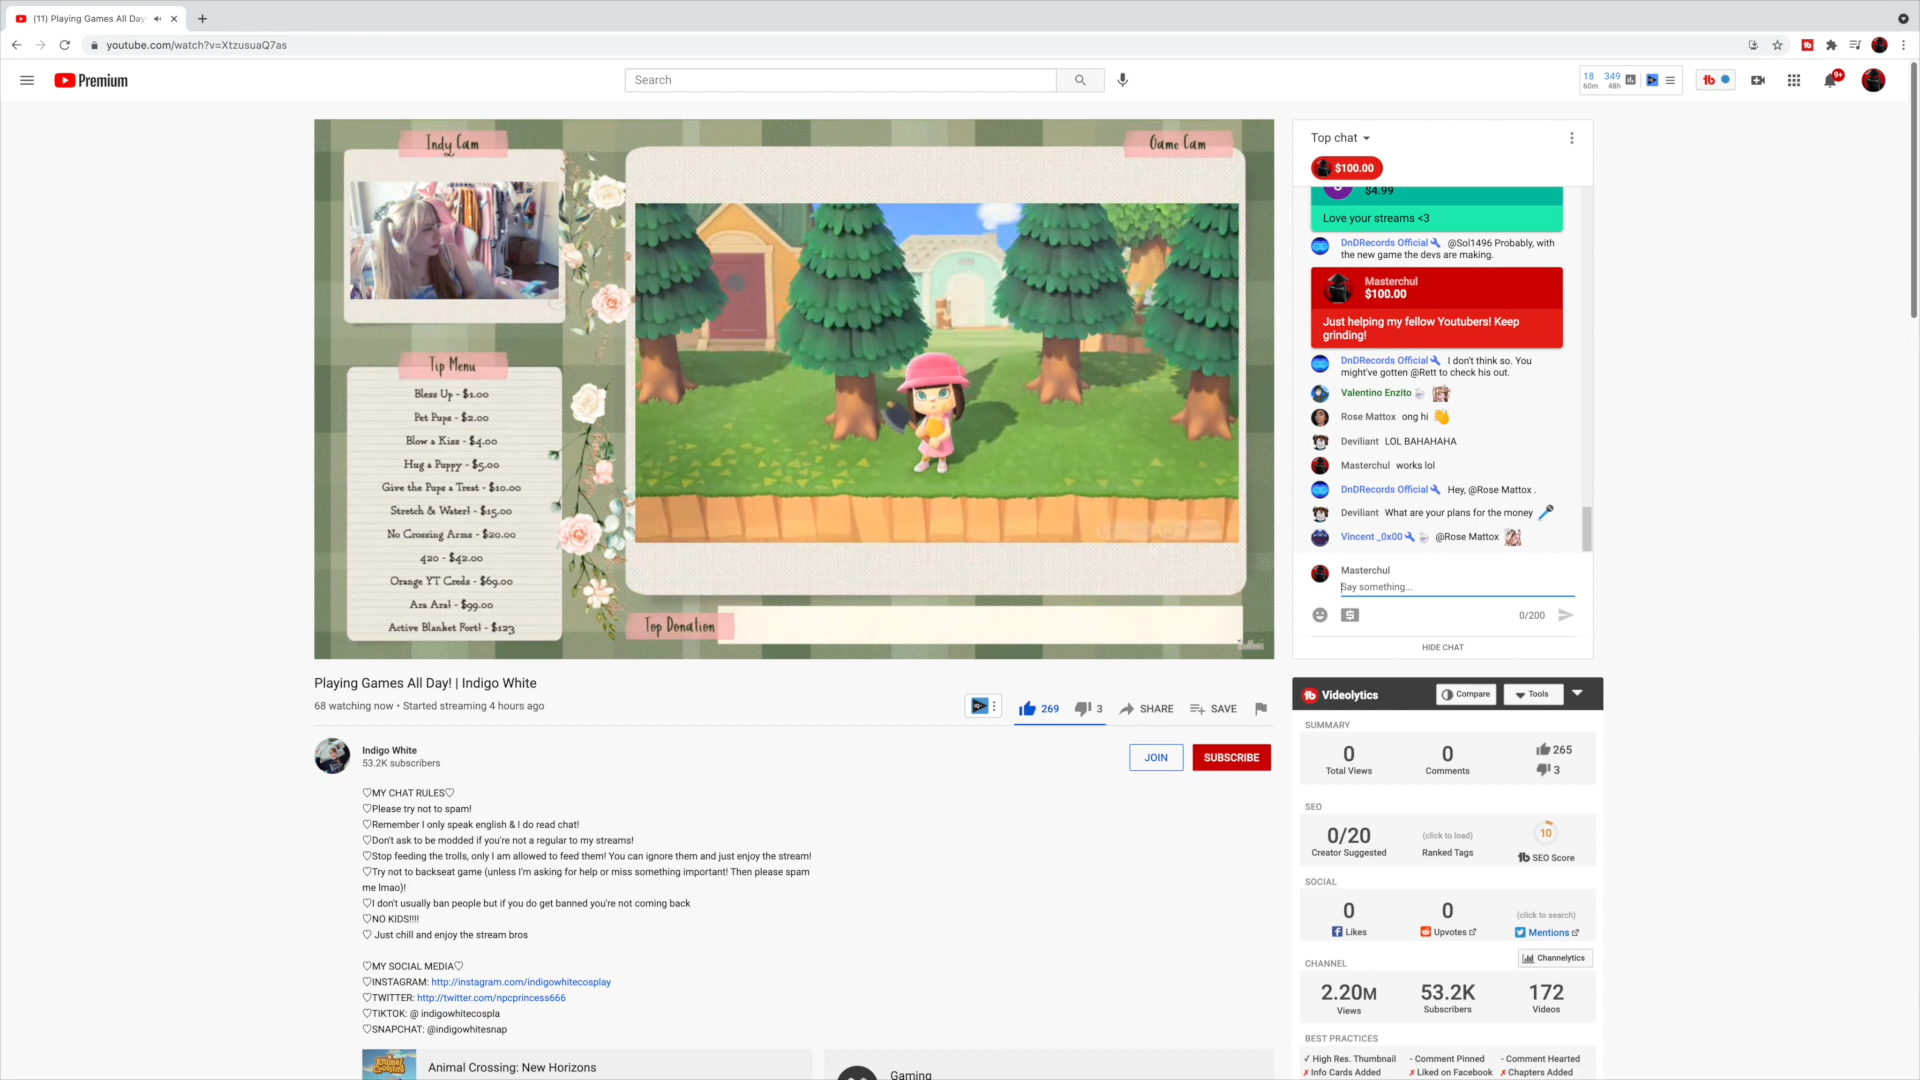 (11) Playing Games All Day!
youtube.com/watch?v=XtzusuaQ7as
Premium
Search
18
60m
349
48h
9+
Indy Cam
Game Cam
Tip Menu
Bless Up - $1.00
Pet Pups - $2.00
Blow a Kiss - $4.00
Hug a Puppy - $5.00
Give the Pups a Treat - $10.00
Stretch & Water! - $15.00
No Crossing Arms - $20.00
420 - $42.00
Orange YT Creds - $69.00
Ara Ara! - $99.00
Active Blanket Fort! - $123
Top Donation
Top chat
$100.00
$4.99
Love your streams <3
DnDRecords Official @Sol1496 Probably, with
the new game the devs are making.
Masterchul
$100.00
Just helping my fellow Youtubers! Keep
grinding!
DnDRecords Official I don't think so. You
might've gotten @Rett to check his out.
Valentino Enzito
Rose Mattox ong hi
Deviliant LOL BAHAHAHA
Masterchul works lol
DnDRecords Official Hey, @Rose Mattox .
Deviliant What are your plans for the money
Vincent _0x00 @Rose Mattox
Masterchul
Say something...
0/200
HIDE CHAT
Playing Games All Day! | Indigo White
68 watching now • Started streaming 4 hours ago
269
3
SHARE
SAVE
Indigo White
53.2K subscribers
JOIN
SUBSCRIBE
♡MY CHAT RULES♡
♡Please try not to spam!
♡Remember I only speak english & I do read chat!
♡Don't ask to be modded if you're not a regular to my streams!
♡Stop feeding the trolls, only I am allowed to feed them! You can ignore them and just enjoy the stream!
♡Try not to backseat game (unless I'm asking for help or miss something important! Then please spam
me lmao)!
♡I don't usually ban people but if you do get banned you're not coming back
♡NO KIDS!!!!
♡ Just chill and enjoy the stream bros
♡MY SOCIAL MEDIA♡
♡INSTAGRAM: http://instagram.com/indigowhitecosplay
♡TWITTER: http://twitter.com/npcprincess666
♡TIKTOK: @ indigowhitecospla
♡SNAPCHAT: @indigowhitesnap
Animal Crossing
Animal Crossing: New Horizons
Gaming
Videolytics
Compare
Tools
SUMMARY
0
Total Views
0
Comments
265
3
SEO
0/20
Creator Suggested
(click to load)
Ranked Tags
10
SEO Score
SOCIAL
0
Likes
0
Upvotes
(click to search)
Mentions
CHANNEL
Channelytics
2.20M
Views
53.2K
Subscribers
172
Videos
BEST PRACTICES
✓ High Res. Thumbnail
- Comment Pinned
- Comment Hearted
✗ Info Cards Added
✗ Liked on Facebook
✗ Chapters Added